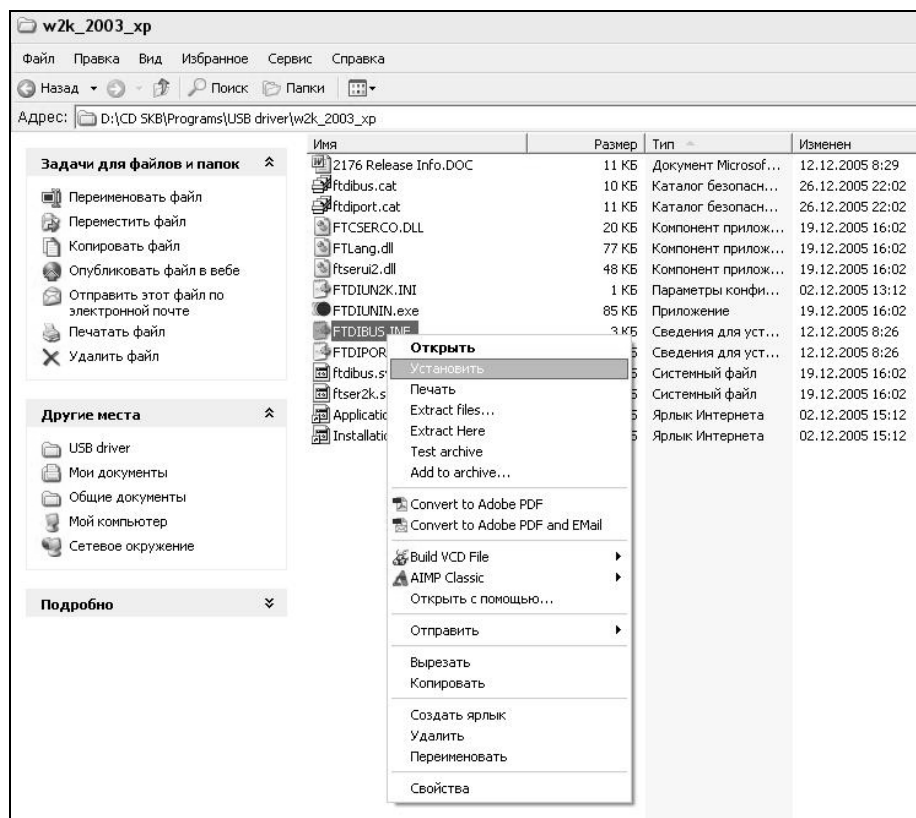 w2k_2003_xp
Файл Правка Вид Избранное Сервис Справка
Назад Поиск Папки
Адрес: D:\CD SKB\Programs\USB driver\w2k_2003_xp
Задачи для файлов и папок
Переименовать файл
Переместить файл
Копировать файл
Опубликовать файл в вебе
Отправить этот файл по
электронной почте
Печатать файл
Удалить файл
Другие места
USB driver
Мои документы
Общие документы
Мой компьютер
Сетевое окружение
Подробно
Имя Размер Тип Изменен
2176 Release Info.DOC 11 КБ Документ Microsof... 12.12.2005 8:29
ftdibus.cat 10 КБ Каталог безопасн... 26.12.2005 22:02
ftdiport.cat 11 КБ Каталог безопасн... 26.12.2005 22:02
FTCSERCO.DLL 20 КБ Компонент прилож... 19.12.2005 16:02
FTLang.dll 77 КБ Компонент прилож... 19.12.2005 16:02
ftserui2.dll 48 КБ Компонент прилож... 19.12.2005 16:02
FTDIUN2K.INI 1 КБ Параметры конфи... 02.12.2005 13:12
FTDIUNIN.exe 85 КБ Приложение 19.12.2005 16:02
FTDIBUS.INF 3 КБ Сведения для уст... 12.12.2005 8:26
FTDIPOR Б Сведения для уст... 12.12.2005 8:26
ftdibus.s Б Системный файл 19.12.2005 16:02
ftser2k.s Б Системный файл 19.12.2005 16:02
Applicatio Б Ярлык Интернета 02.12.2005 15:12
Installatio Б Ярлык Интернета 02.12.2005 15:12
Открыть
Установить
Печать
Extract files...
Extract Here
Test archive
Add to archive...
Convert to Adobe PDF
Convert to Adobe PDF and EMail
Build VCD File
AIMP Classic
Открыть с помощью...
Отправить
Вырезать
Копировать
Создать ярлык
Удалить
Переименовать
Свойства